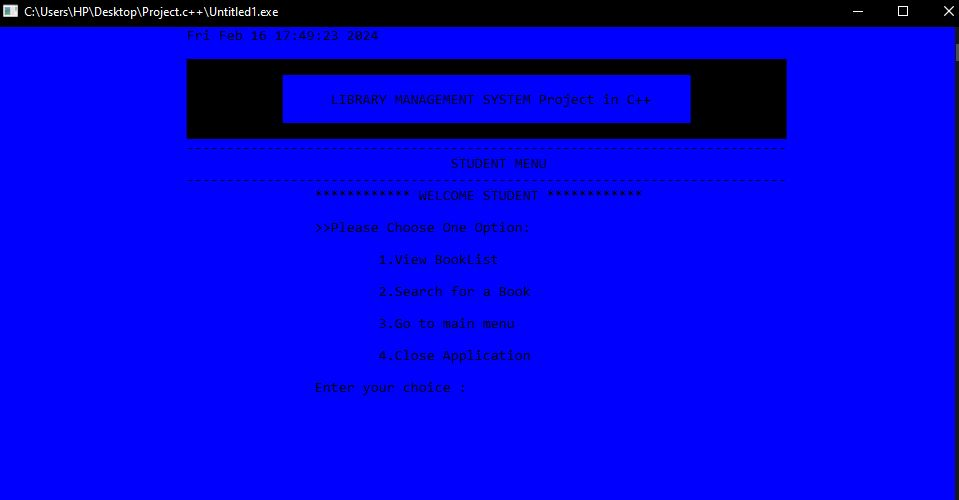 C:\Users\HP\Desktop\Project.c++\Untitled1.exe
Fri Feb 16 17:49:23 2024
LIBRARY MANAGEMENT SYSTEM Project in C++
STUDENT MENU
************ WELCOME STUDENT ************
>>Please Choose One Option:
1.View BookList
2.Search for a Book
3.Go to main menu
4.Close Application
Enter your choice :